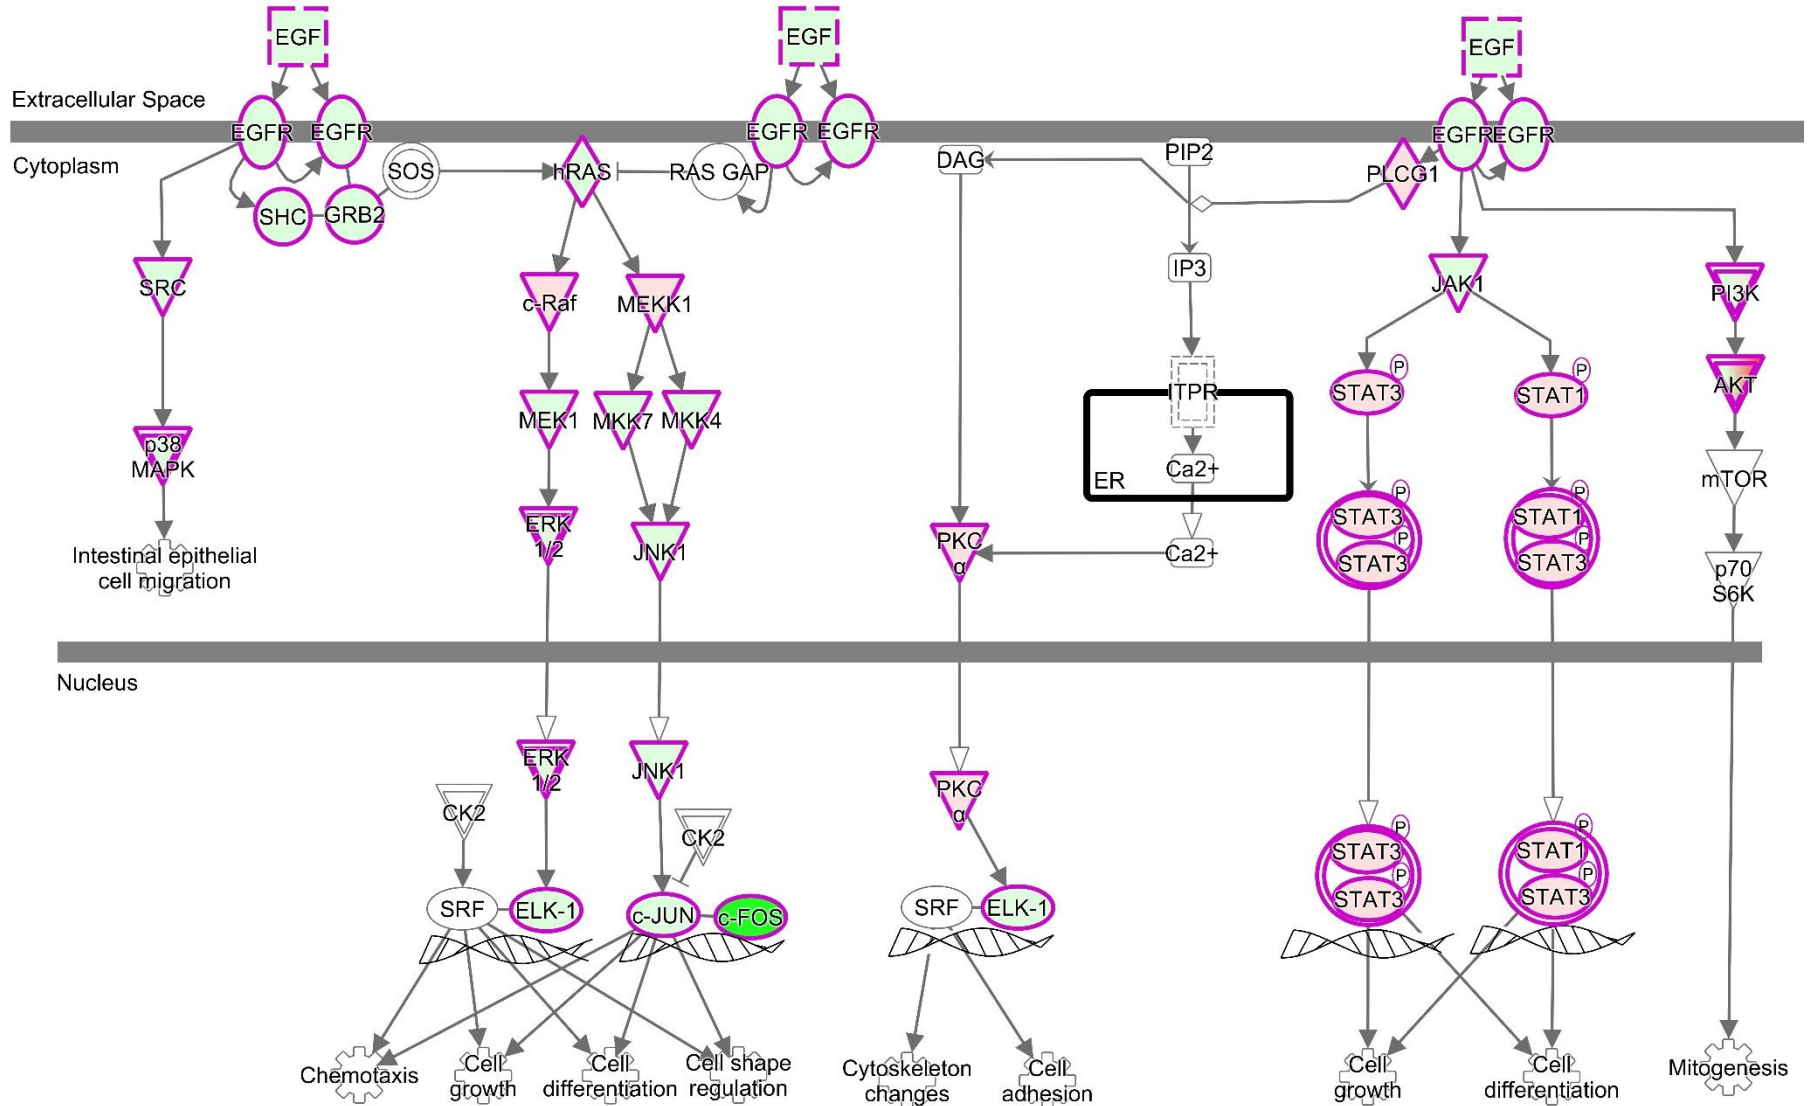 EGF
EGF
EGF
Extracellular Space
EGFR
EGFR
EGFR
EGFR
EGFR
EGFR
Cytoplasm
SOS
hRAS
RAS GAP
DAG
PIP2
PLCG1
SHC
GRB2
SRC
c-Raf
MEKK1
IP3
JAK1
PI3K
P
P
STAT3
STAT1
AKT
ITPR
MEK1
MKK7
MKK4
p38
MAPK
ER
Ca2+
mTOR
P
P
STAT3
STAT1
P
P
STAT3
STAT3
ERK
1/2
JNK1
PKC
α
Ca2+
p70
S6K
Intestinal epithelial
cell migration
Nucleus
ERK
1/2
JNK1
PKC
α
CK2
CK2
P
P
STAT3
STAT1
P
P
STAT3
STAT3
SRF
ELK-1
c-JUN
c-FOS
SRF
ELK-1
Chemotaxis
Cell
growth
Cell
differentiation
Cell shape
regulation
Cytoskeleton
changes
Cell
adhesion
Cell
growth
Cell
differentiation
Mitogenesis